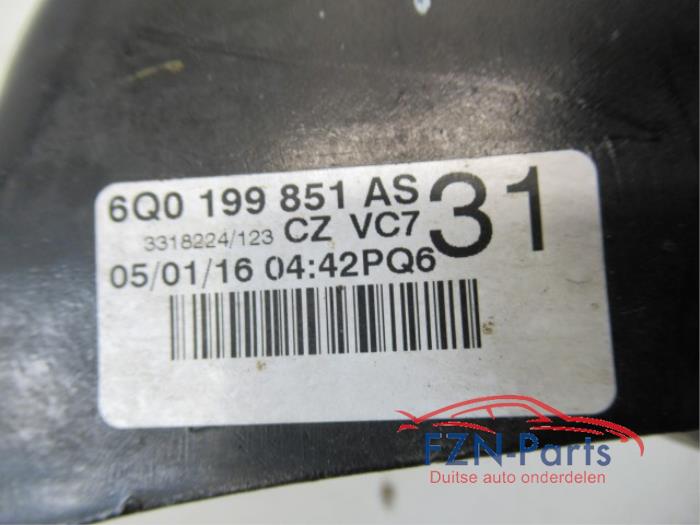 6Q0 199 851 AS 31
3318224/123 CZ VC7
05/01/16 04:42PQ6
FZN-Parts
Duitse auto onderdelen